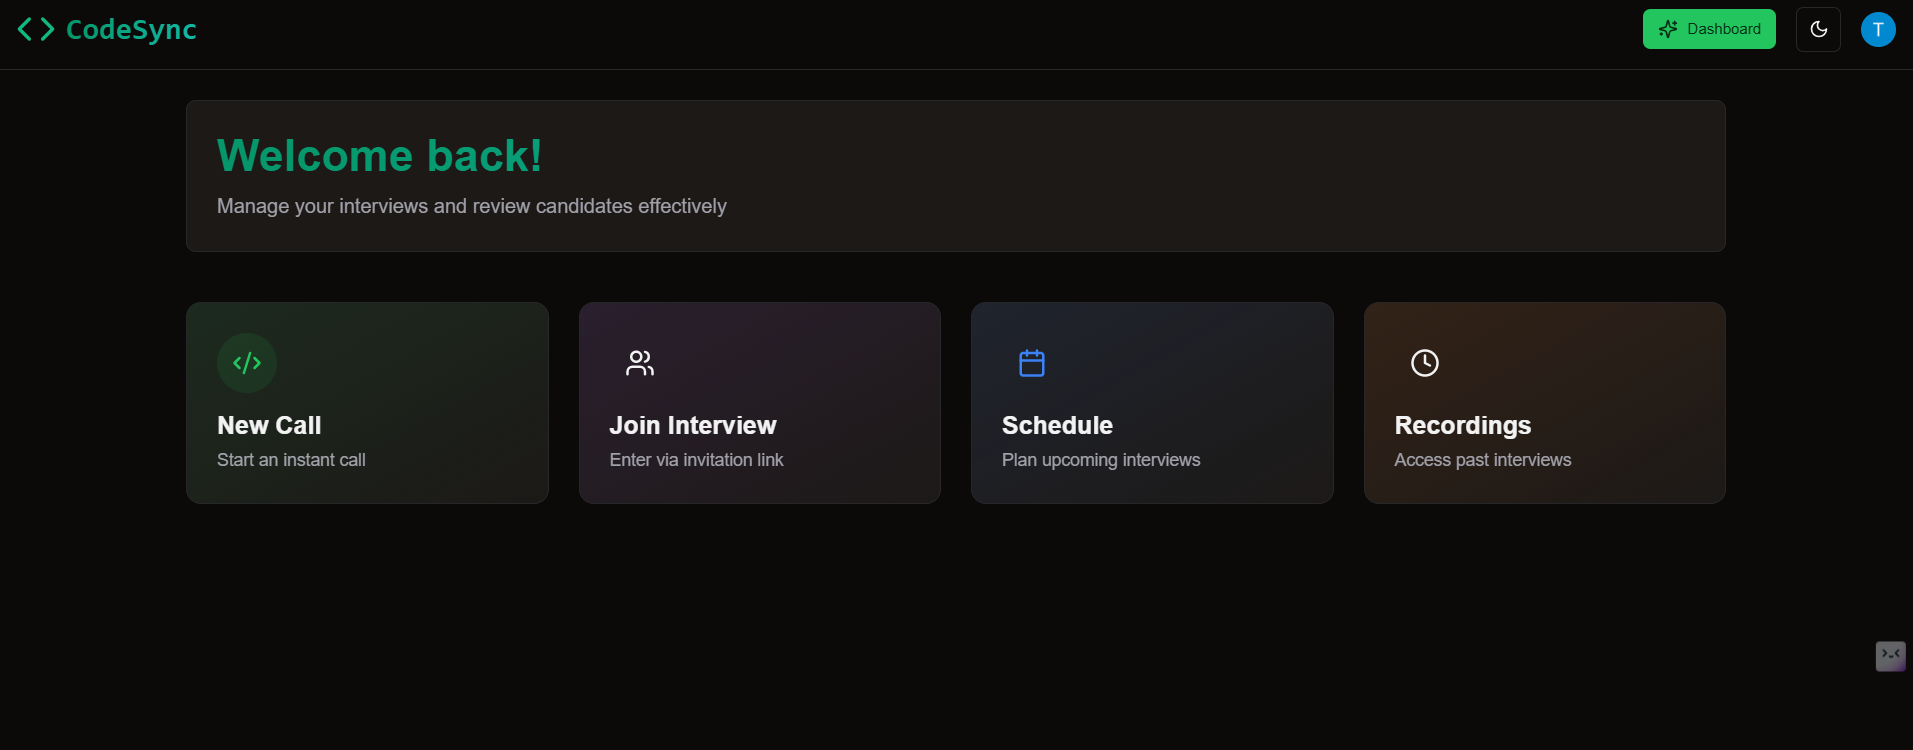 CodeSync
Dashboard
T
Welcome back!
Manage your interviews and review candidates effectively
New Call
Start an instant call
Join Interview
Enter via invitation link
Schedule
Plan upcoming interviews
Recordings
Access past interviews